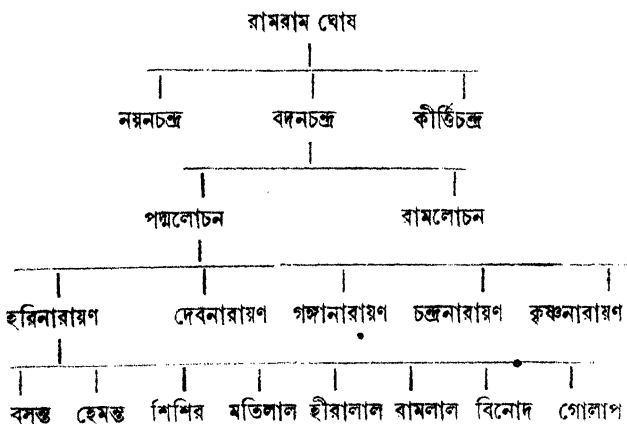 রামরাম ঘোষ
নয়নচন্দ্র বদনচন্দ্র কীর্ত্তিচন্দ্র
পদ্মলোচন রামলোচন
হরিনারায়ণ দেবনারায়ণ গঙ্গানারায়ণ চন্দ্রনারায়ণ কৃষ্ণনারায়ণ
বসন্ত হেমন্ত শিশির মতিলাল হীরালাল রামলাল বিনোদ গোলাপ